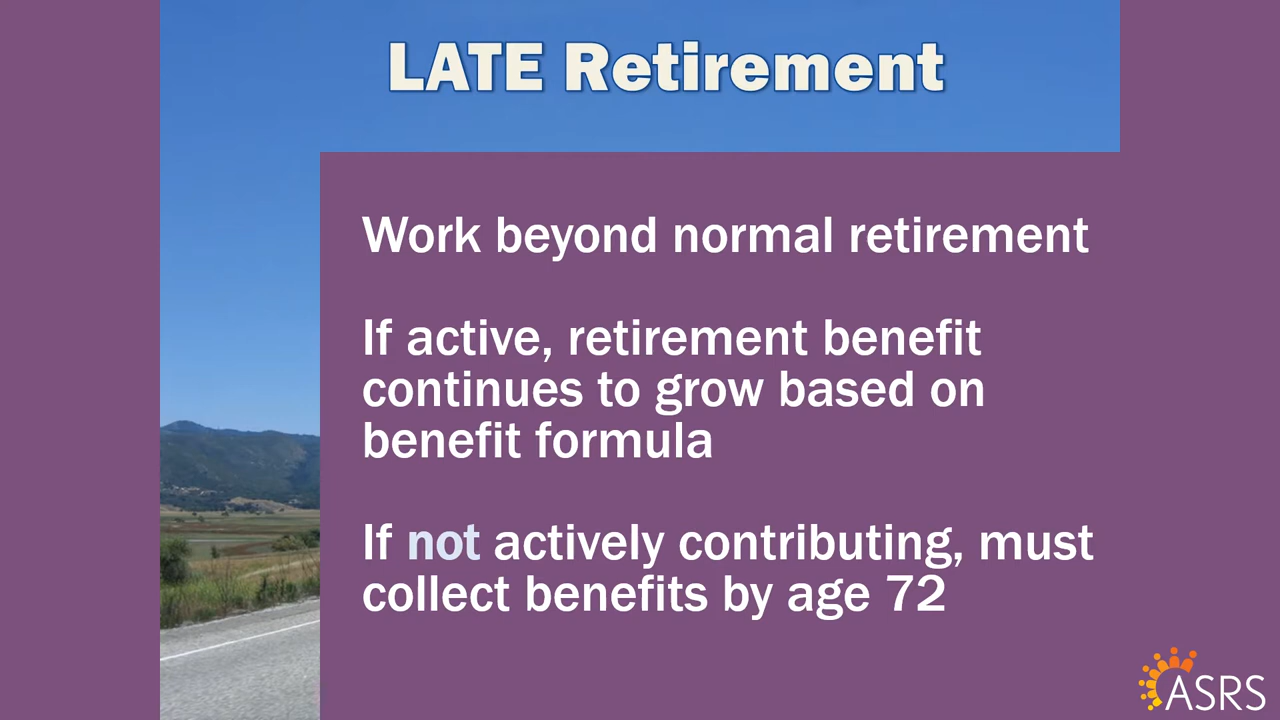 LATE Retirement
Work beyond normal retirement
If active, retirement benefit
continues to grow based on
benefit formula
If not actively contributing, must
collect benefits by age 72
ASRS